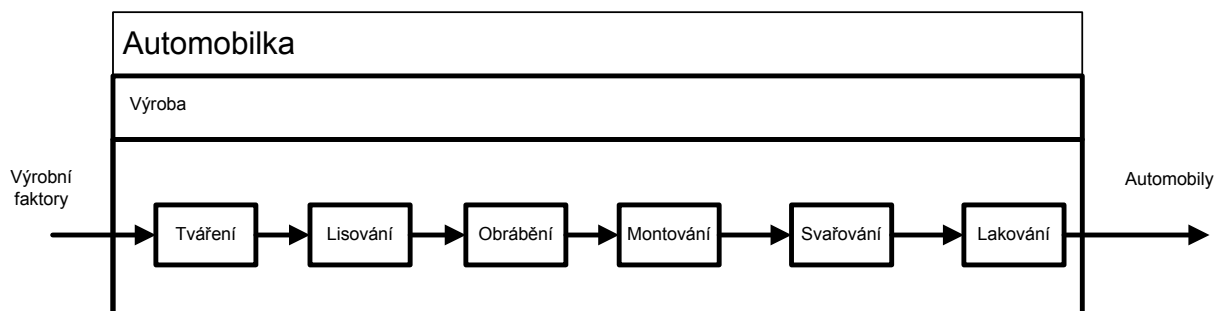 Automobilka
Výroba
Výrobní
faktory
Automobily
Tváření
Lisování
Obrábění
Montování
Svařování
Lakování